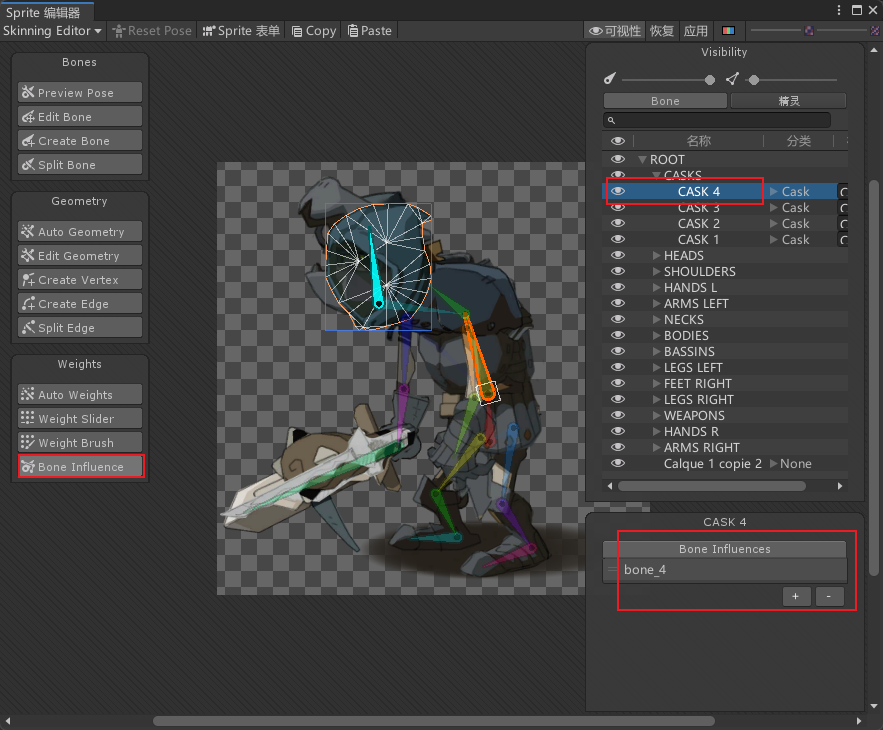 Sprite 编辑器
Skinning Editor
Reset Pose
Sprite 表单
Copy
Paste
可视性
恢复
应用
Bones
Preview Pose
Edit Bone
Create Bone
Split Bone
Geometry
Auto Geometry
Edit Geometry
Create Vertex
Create Edge
Split Edge
Weights
Auto Weights
Weight Slider
Weight Brush
Bone Influence
Visibility
Bone 精灵
名称 分类
ROOT
CASKS
CASK 4 Cask
CASK 3 Cask
CASK 2 Cask
CASK 1 Cask
HEADS
SHOULDERS
HANDS L
ARMS LEFT
NECKS
BODIES
BASSINS
LEGS LEFT
FEET RIGHT
LEGS RIGHT
WEAPONS
HANDS R
ARMS RIGHT
Calque 1 copie 2 None
CASK 4
Bone Influences
bone_4
+ -